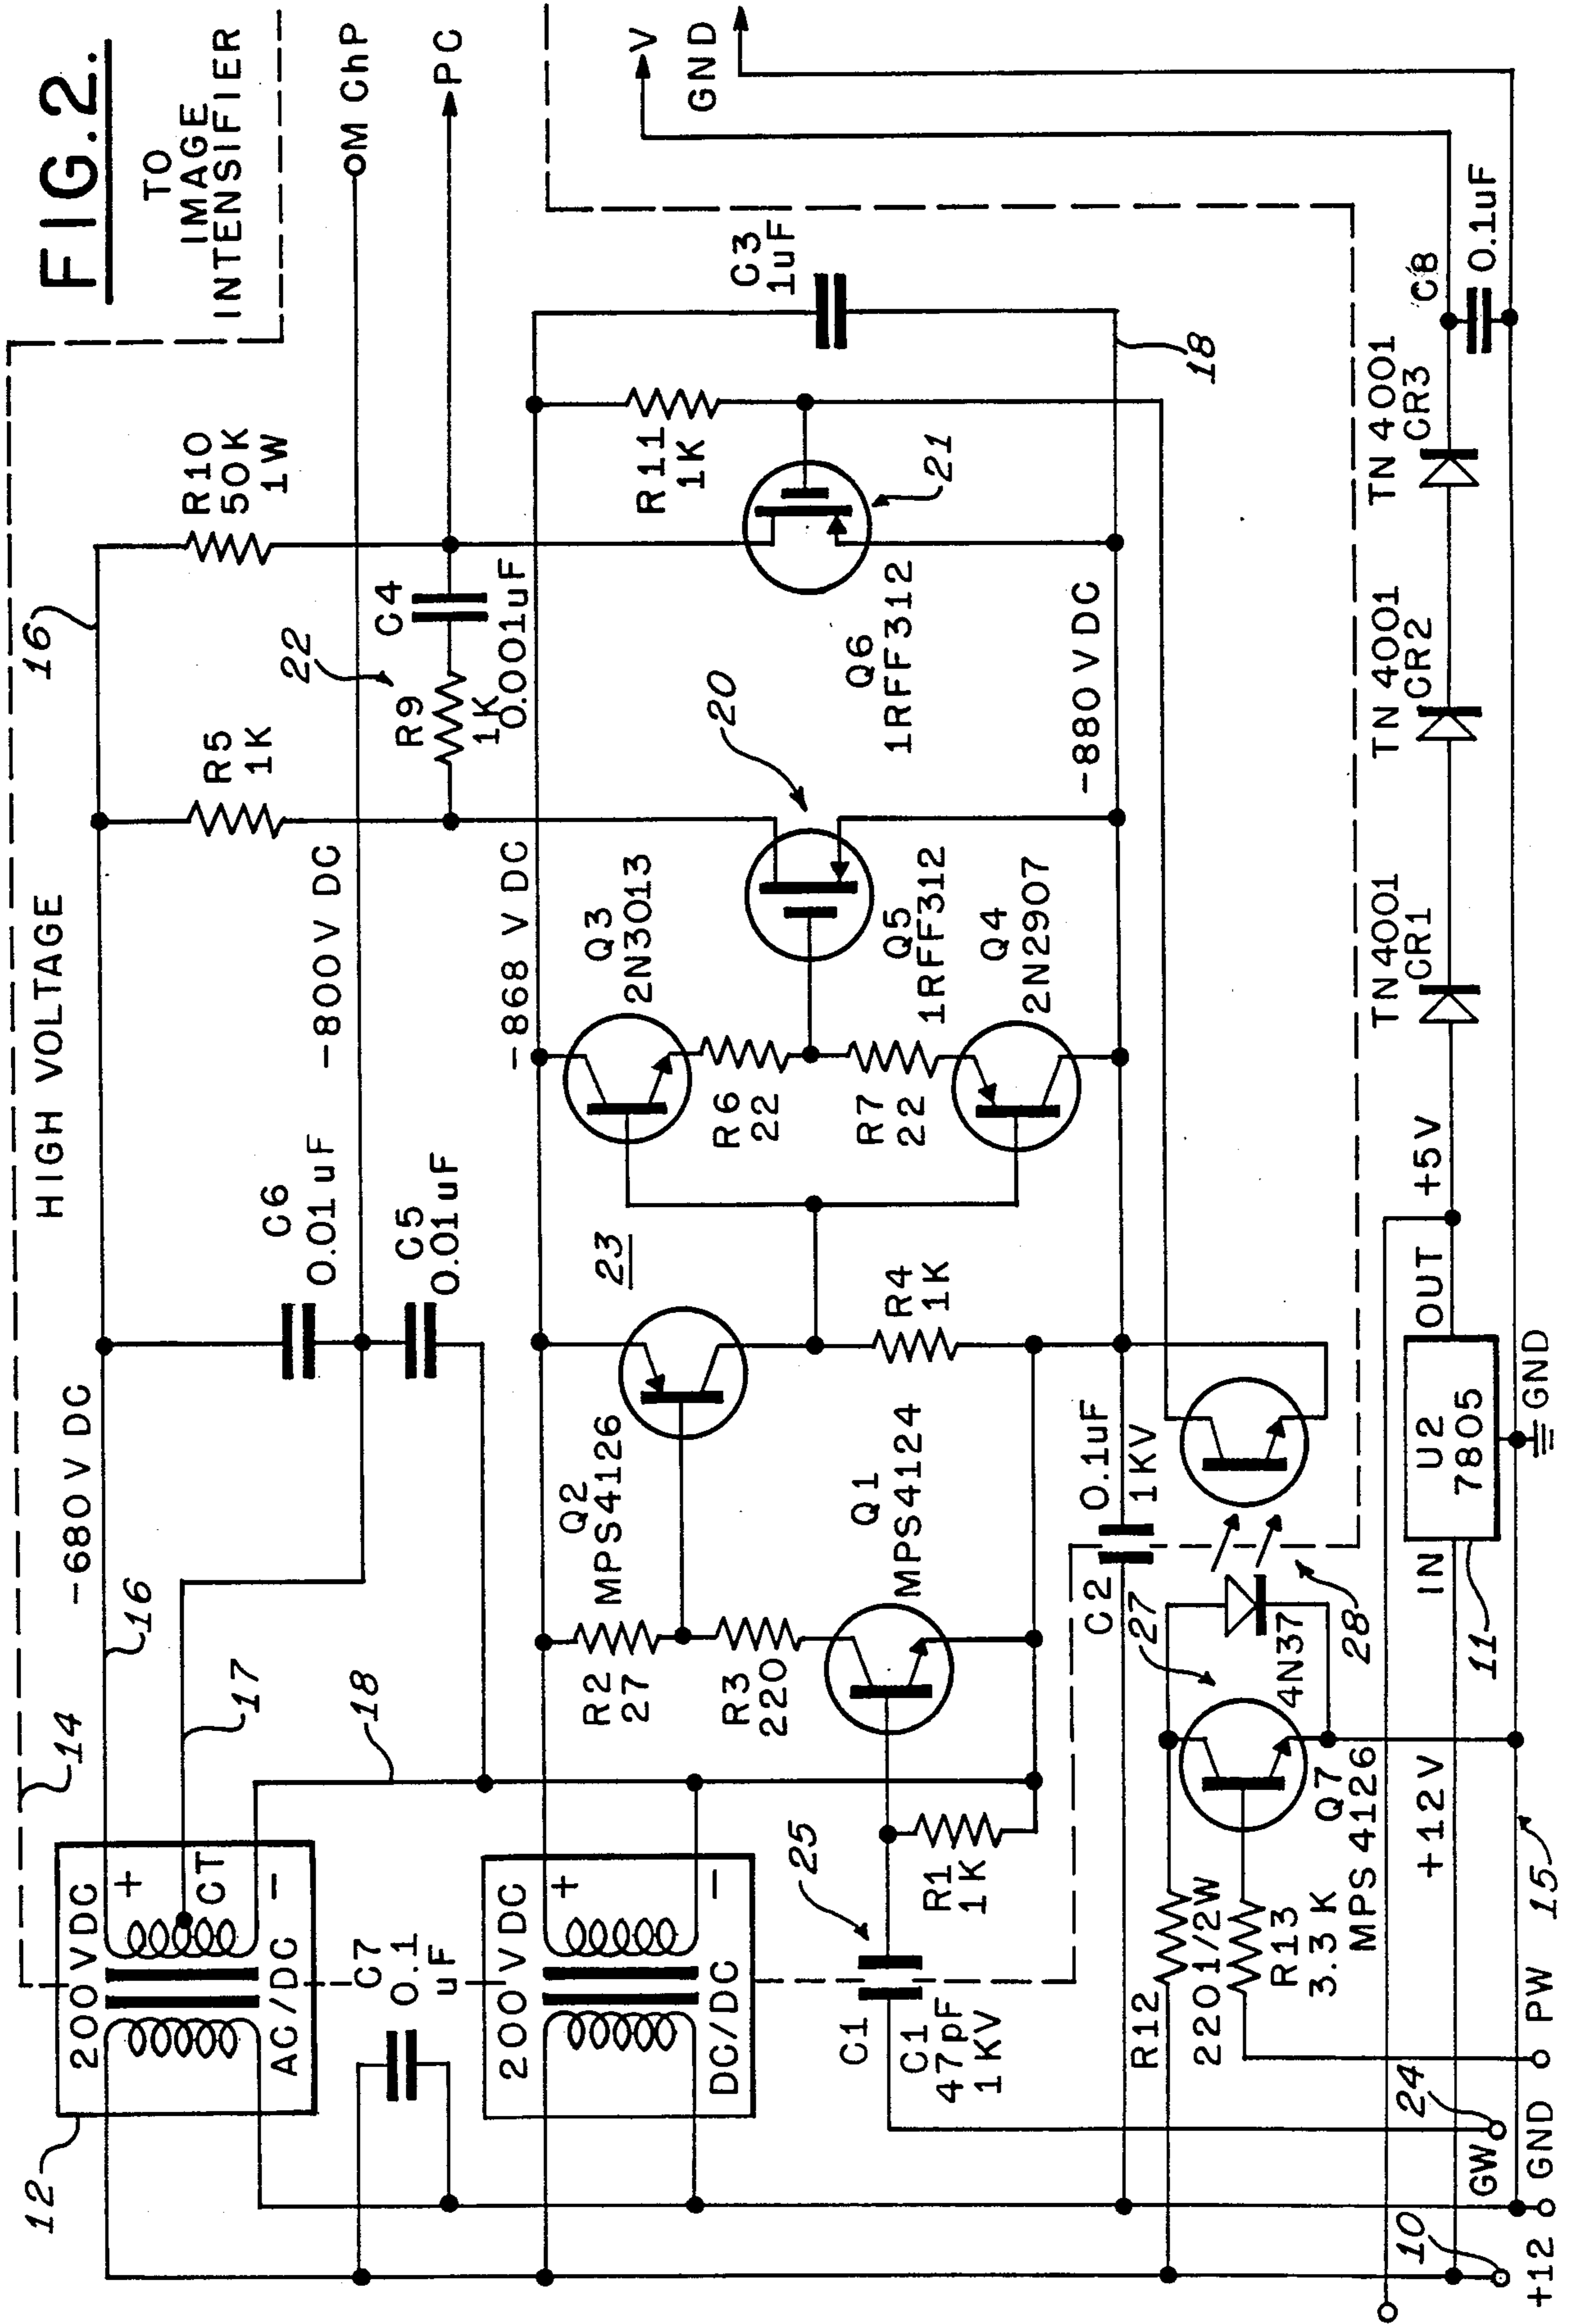 FIG.2.
TO
IMAGE
INTENSIFIER
HIGH VOLTAGE
14
16
-680 V DC
16
12
200 VDC
+
CT
-
AC/DC
17
18
C6
0.01uF
C5
0.01uF
R5
1K
R10
50K
1W
-800V DC
M ChP
22
R9
1K
C4
0.001uF
PC
C7
0.1
uF
200 VDC
+
-
DC/DC
-868 V DC
Q2
MPS4126
R2
27
R3
220
Q1
MPS4124
23
R4
1K
Q3
2N3013
R6
22
R7
22
Q4
2N2907
20
Q5
1RFF312
Q6
1RFF312
21
R11
1K
C3
1uF
-880 V DC
18
25
C1
C1
47pF
1KV
R1
1K
C2
0.1uF
1KV
R12
220 1/2W
R13
3.3 K
Q7
MPS 4126
27
4N37
28
V
GND
+12V
IN
U2
7805
OUT
GND
11
+5V
TN4001
CR1
TN 4001
CR2
TN 4001
CR3
C8
0.1uF
10
24
15
+12
GND
GW
PW